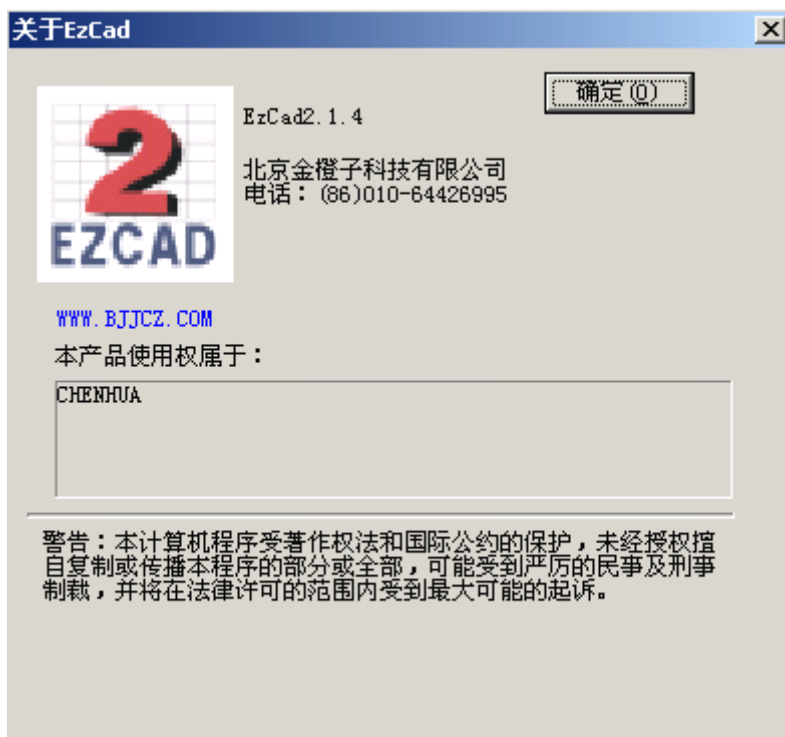 关于EzCad
确定(O)
2
EZCAD
EzCad2.1.4
北京金橙子科技有限公司
电话：(86)010-64426995
WWW.BJJCZ.COM
本产品使用权属于：
CHENHUA
警告：本计算机程序受著作权法和国际公约的保护，未经授权擅
自复制或传播本程序的部分或全部，可能受到严厉的民事及刑事
制裁，并将在法律许可的范围内受到最大可能的起诉。